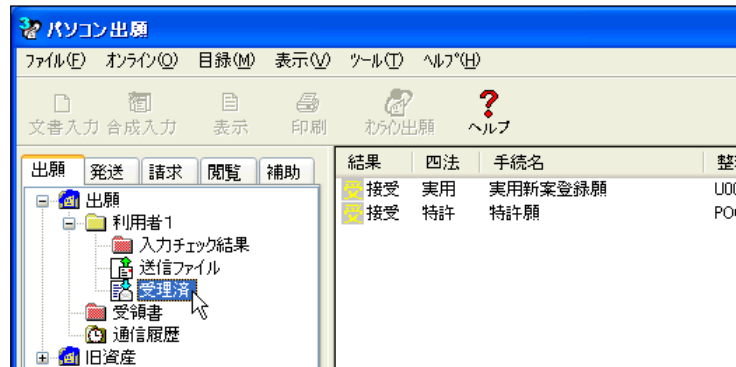 パソコン出願
ファイル(F) オンライン(O) 目録(M) 表示(V) ツール(T) ヘルプ(H)
文書入力 合成入力 表示 印刷 オンライン出願 ヘルプ
出願 発送 請求 閲覧 補助
結果 四法 手続名
受 接受 実用 実用新案登録願
受 接受 特許 特許願
出願
利用者1
入力チェック結果
送信ファイル
受理済
受領書
通信履歴
旧資産